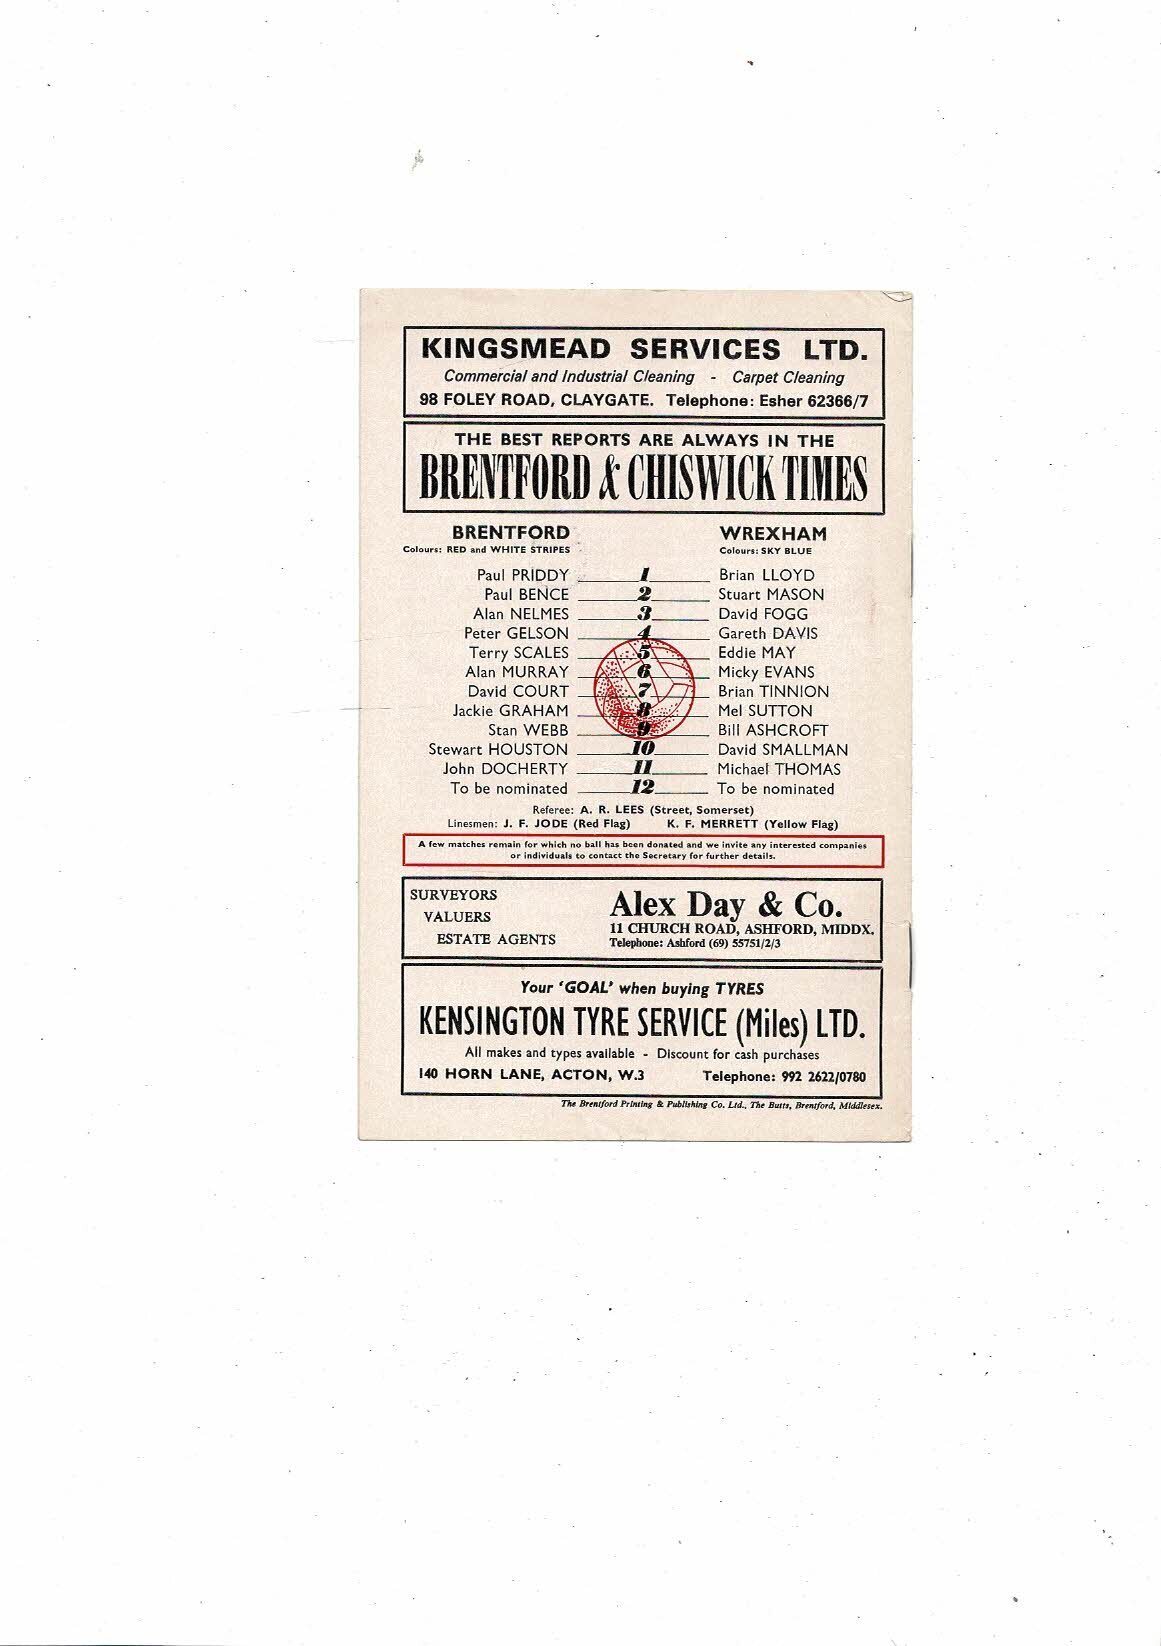 KINGSMEAD SERVICES LTD.
Commercial and Industrial Cleaning - Carpet Cleaning
98 FOLEY ROAD, CLAYGATE. Telephone: Esher 62366/7
THE BEST REPORTS ARE ALWAYS IN THE
BRENTFORD & CHISWICK TIMES
BRENTFORD WREXHAM
Colours: RED and WHITE STRIPES Colours: SKY BLUE
Paul PRIDDY 1 Brian LLOYD
Paul BENCE 2 Stuart MASON
Alan NELMES 3 David FOGG
Peter GELSON 4 Gareth DAVIS
Terry SCALES 5 Eddie MAY
Alan MURRAY 6 Micky EVANS
David COURT 7 Brian TINNION
Jackie GRAHAM 8 Mel SUTTON
Stan WEBB 9 Bill ASHCROFT
Stewart HOUSTON 10 David SMALLMAN
John DOCHERTY 11 Michael THOMAS
To be nominated 12 To be nominated
Referee: A. R. LEES (Street, Somerset)
Linesmen: J. F. JODE (Red Flag) K. F. MERRETT (Yellow Flag)
A few matches remain for which no ball has been donated and we invite any interested companies
or individuals to contact the Secretary for further details.
SURVEYORS
VALUERS
ESTATE AGENTS
Alex Day & Co.
11 CHURCH ROAD, ASHFORD, MIDDX.
Telephone: Ashford (69) 55751/2/3
Your 'GOAL' when buying TYRES
KENSINGTON TYRE SERVICE (Miles) LTD.
All makes and types available - Discount for cash purchases
140 HORN LANE, ACTON, W.3 Telephone: 992 2622/0780
The Brentford Printing & Publishing Co. Ltd., The Butts, Brentford, Middlesex.